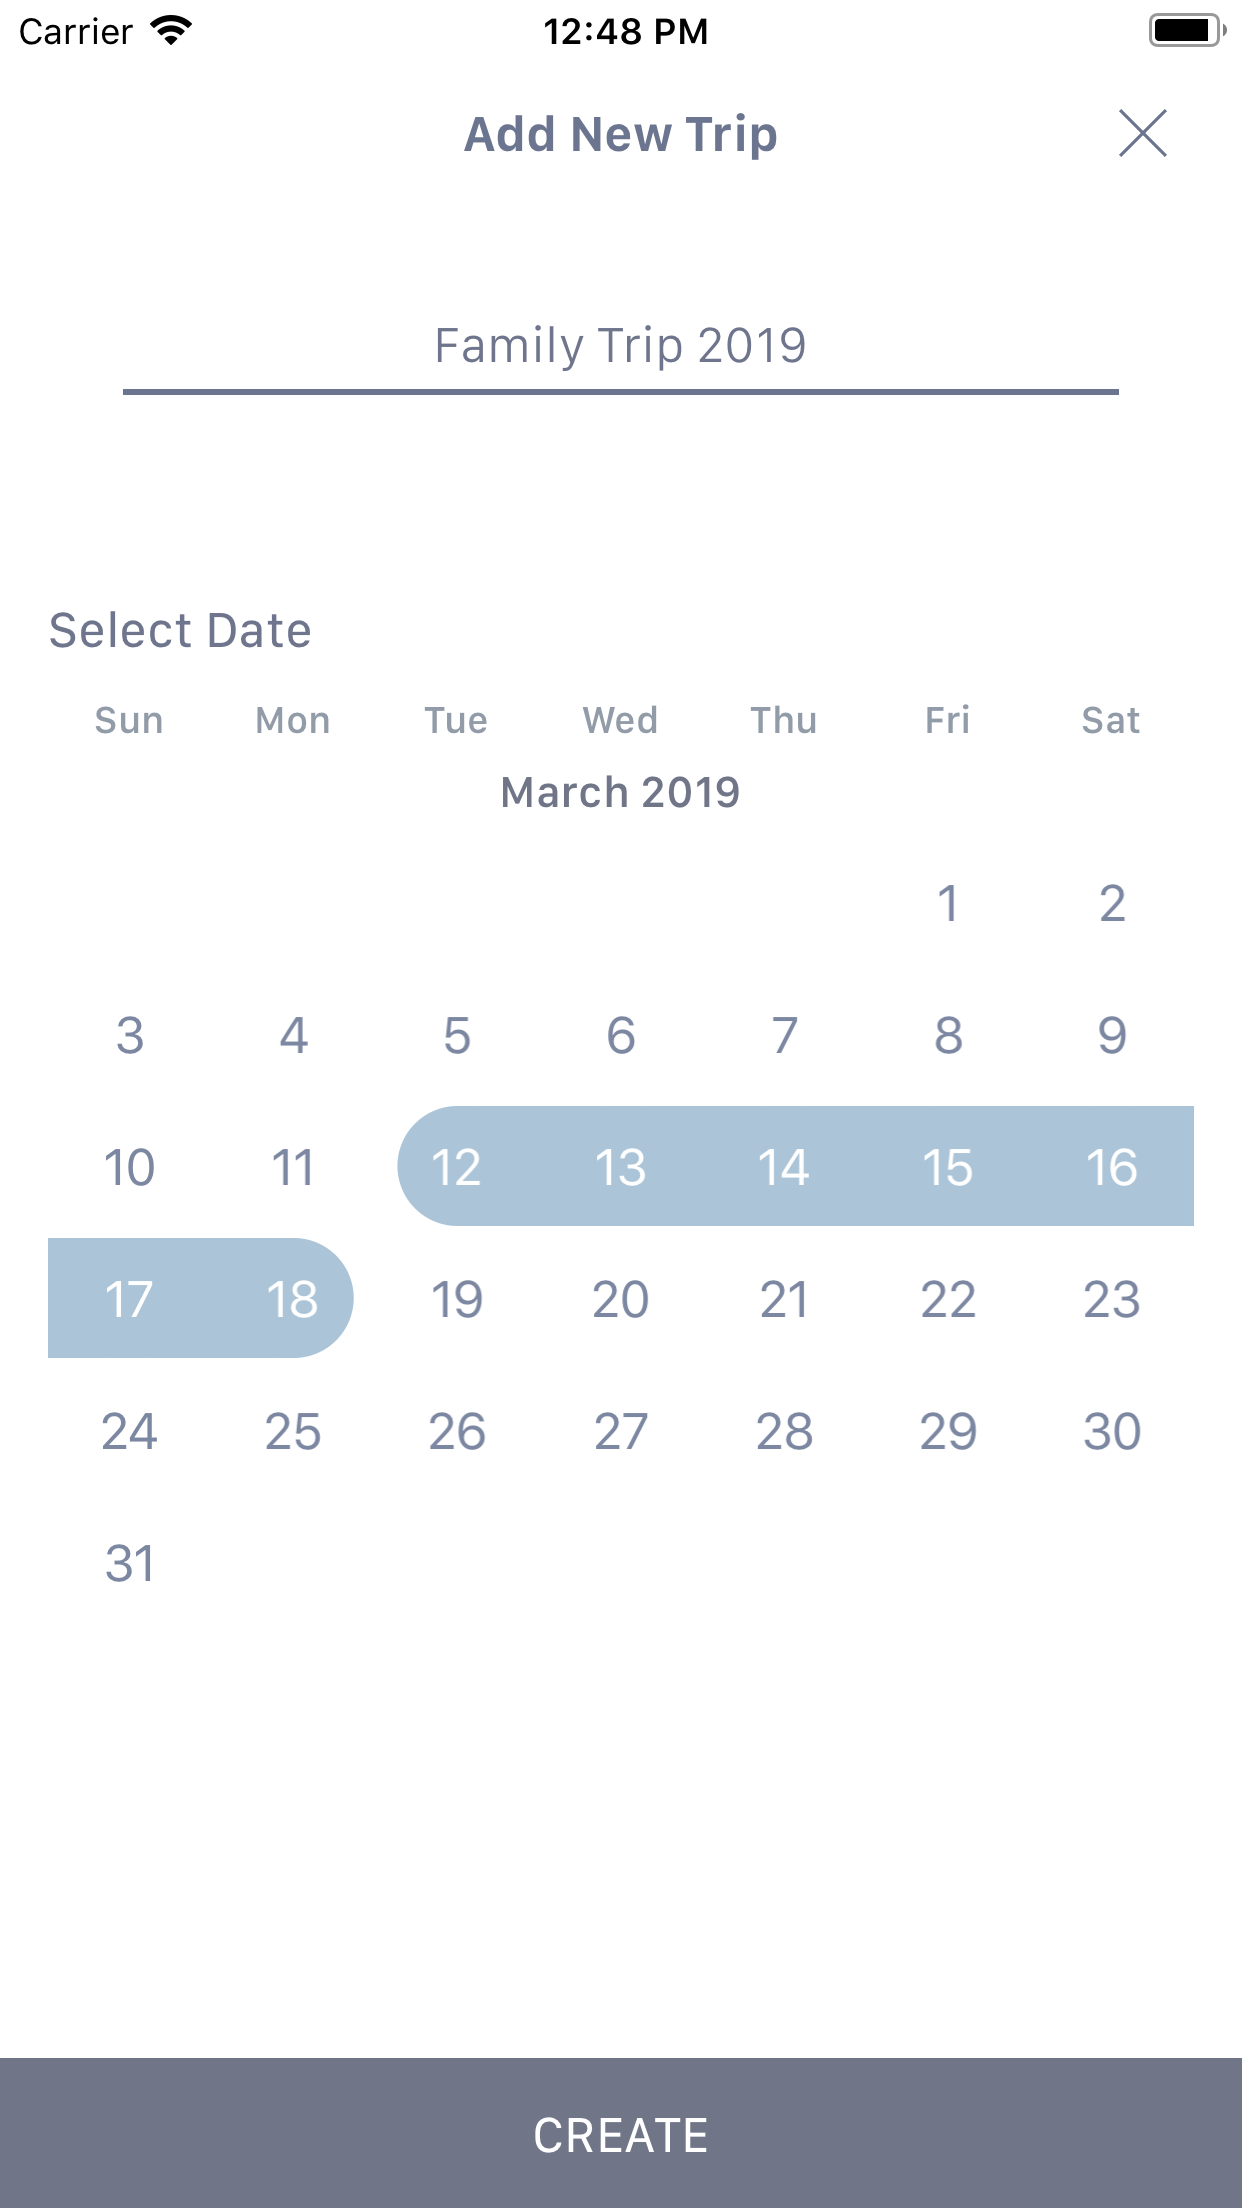 Carrier 12:48 PM
Add New Trip
Family Trip 2019
Select Date
Sun Mon Tue Wed Thu Fri Sat
March 2019
1 2
3 4 5 6 7 8 9
10 11 12 13 14 15 16
17 18 19 20 21 22 23
24 25 26 27 28 29 30
31
CREATE